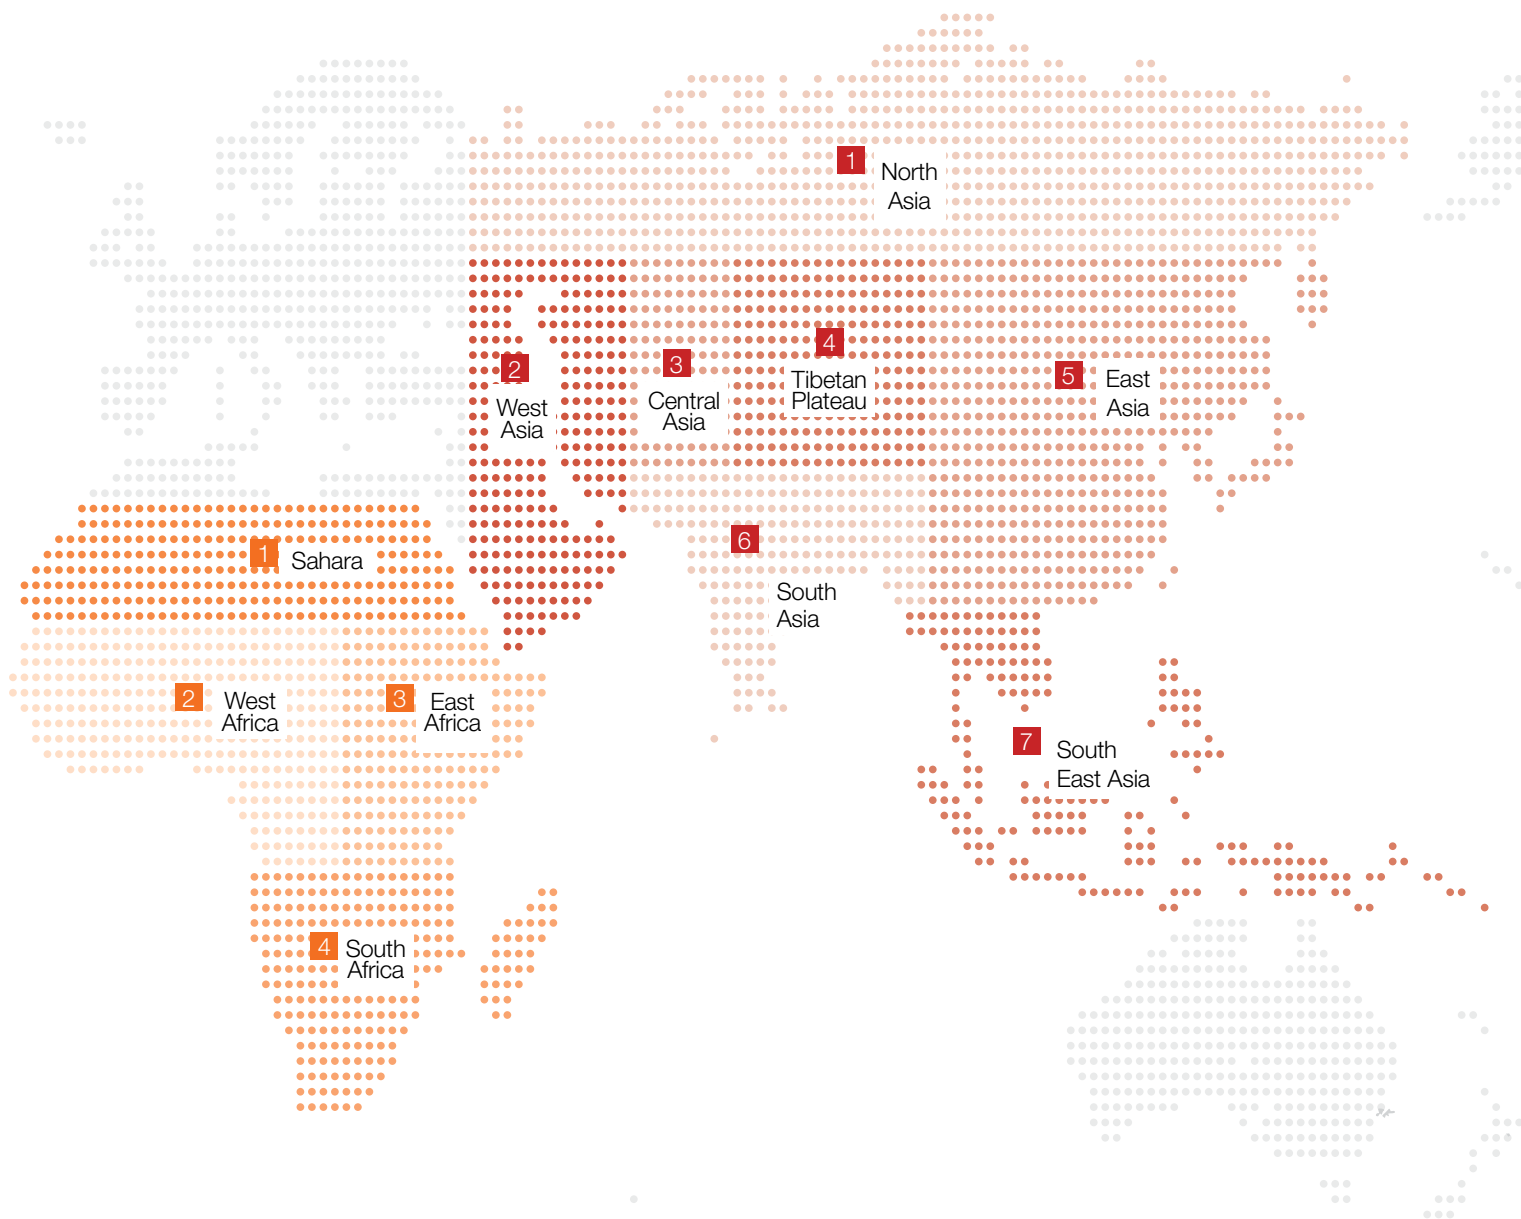 1
North
Asia
2
West
Asia
3
Central
Asia
4
Tibetan
Plateau
5
East
Asia
6
South
Asia
7
South
East Asia
1
Sahara
2
West
Africa
3
East
Africa
4
South
Africa